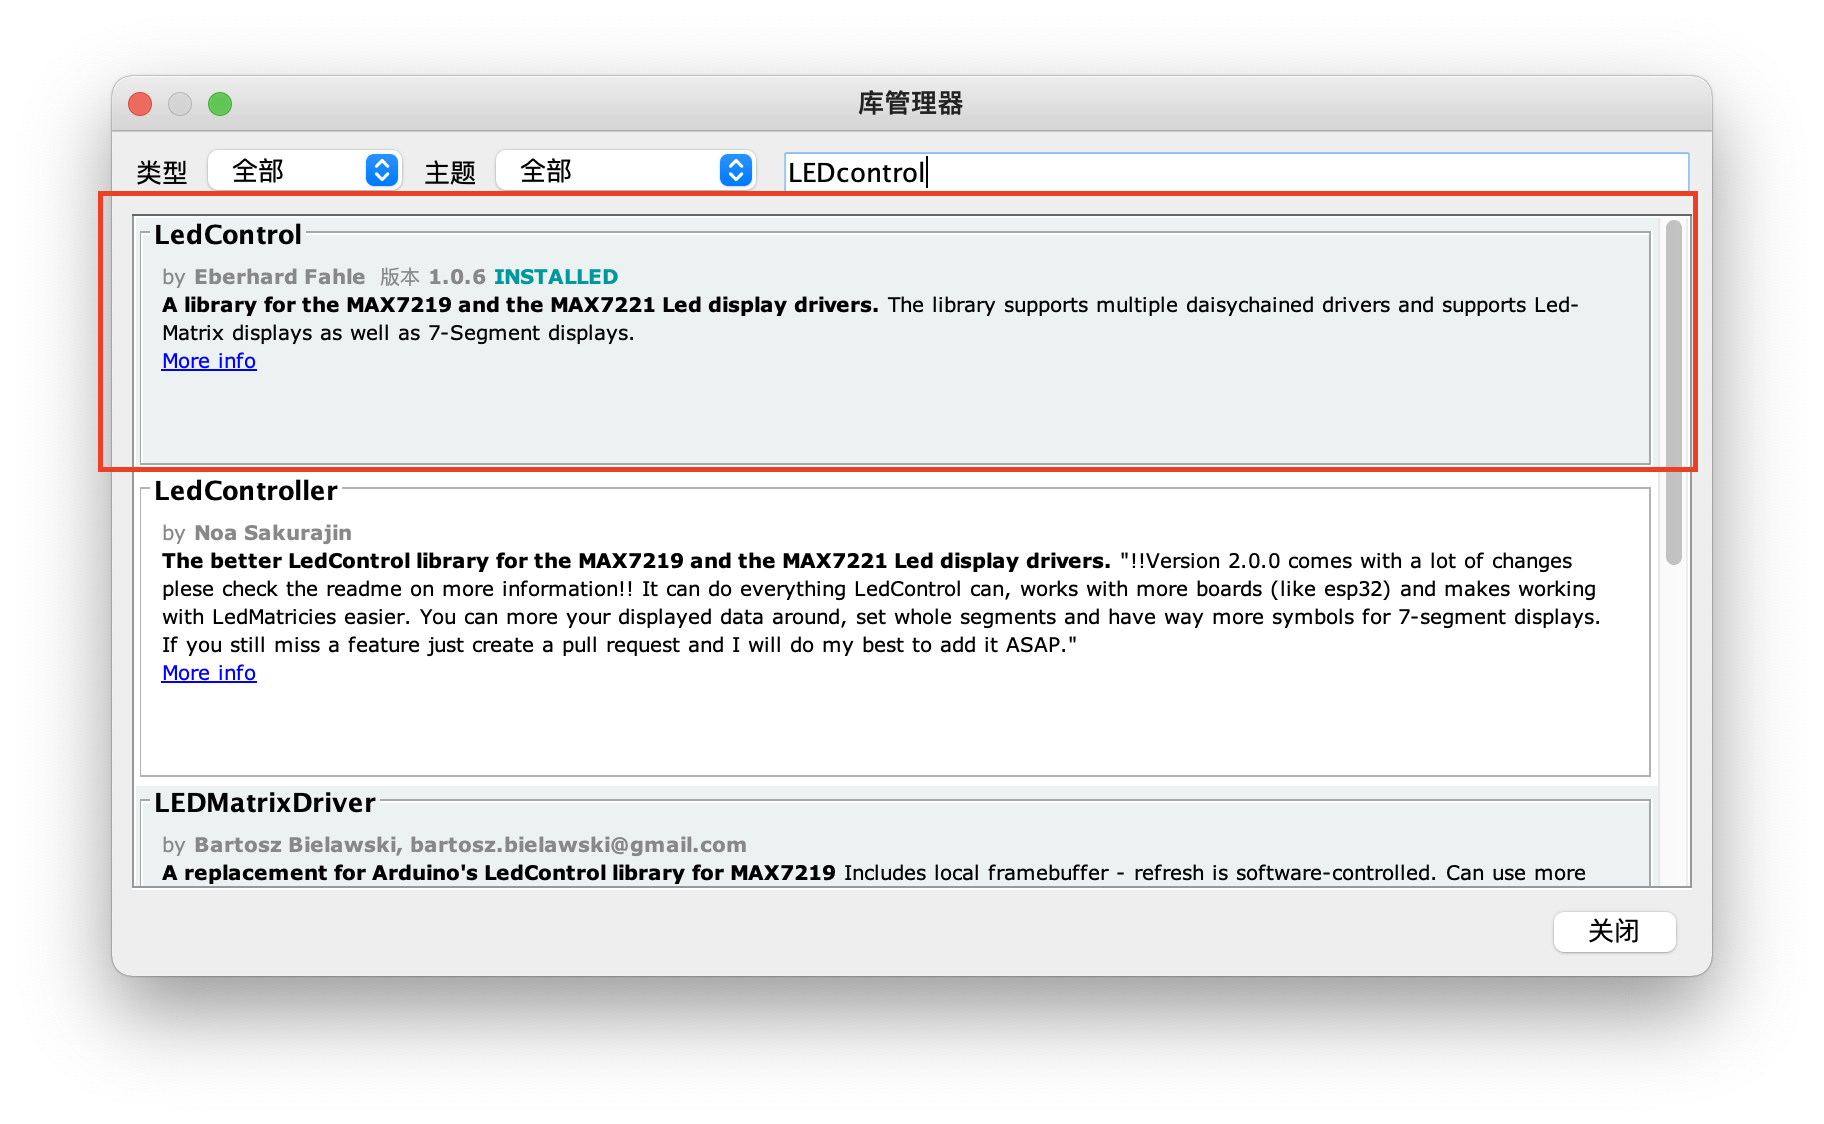 库管理器
类型 全部 主题 全部 LEDcontrol
LedControl
by Eberhard Fahle 版本 1.0.6 INSTALLED
A library for the MAX7219 and the MAX7221 Led display drivers. The library supports multiple daisychained drivers and supports Led-
Matrix displays as well as 7-Segment displays.
More info
LedController
by Noa Sakurajin
The better LedControl library for the MAX7219 and the MAX7221 Led display drivers. "!!Version 2.0.0 comes with a lot of changes
plese check the readme on more information!! It can do everything LedControl can, works with more boards (like esp32) and makes working
with LedMatricies easier. You can more your displayed data around, set whole segments and have way more symbols for 7-segment displays.
If you still miss a feature just create a pull request and I will do my best to add it ASAP."
More info
LEDMatrixDriver
by Bartosz Bielawski, bartosz.bielawski@gmail.com
A replacement for Arduino's LedControl library for MAX7219 Includes local framebuffer - refresh is software-controlled. Can use more
关闭